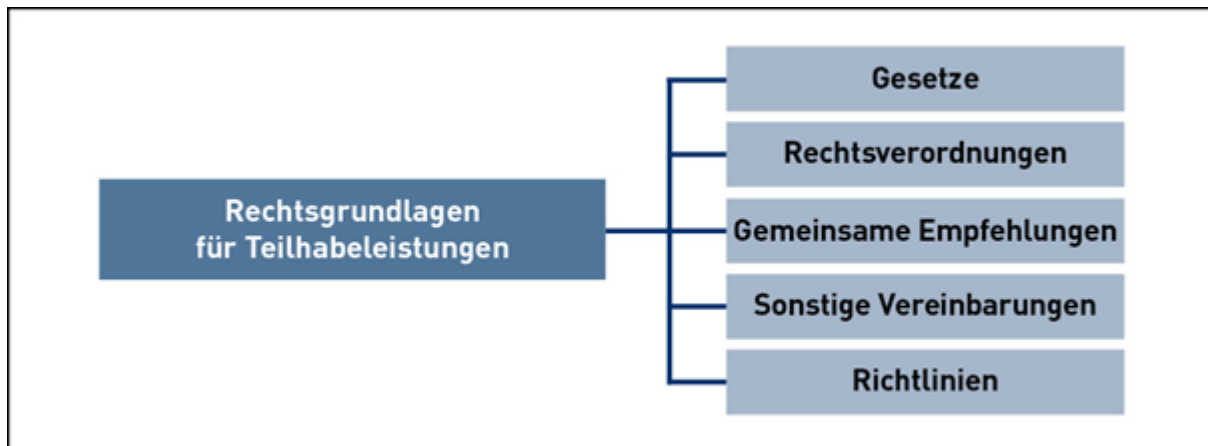 Rechtsgrundlagen
für Teilhabeleistungen
Gesetze
Rechtsverordnungen
Gemeinsame Empfehlungen
Sonstige Vereinbarungen
Richtlinien